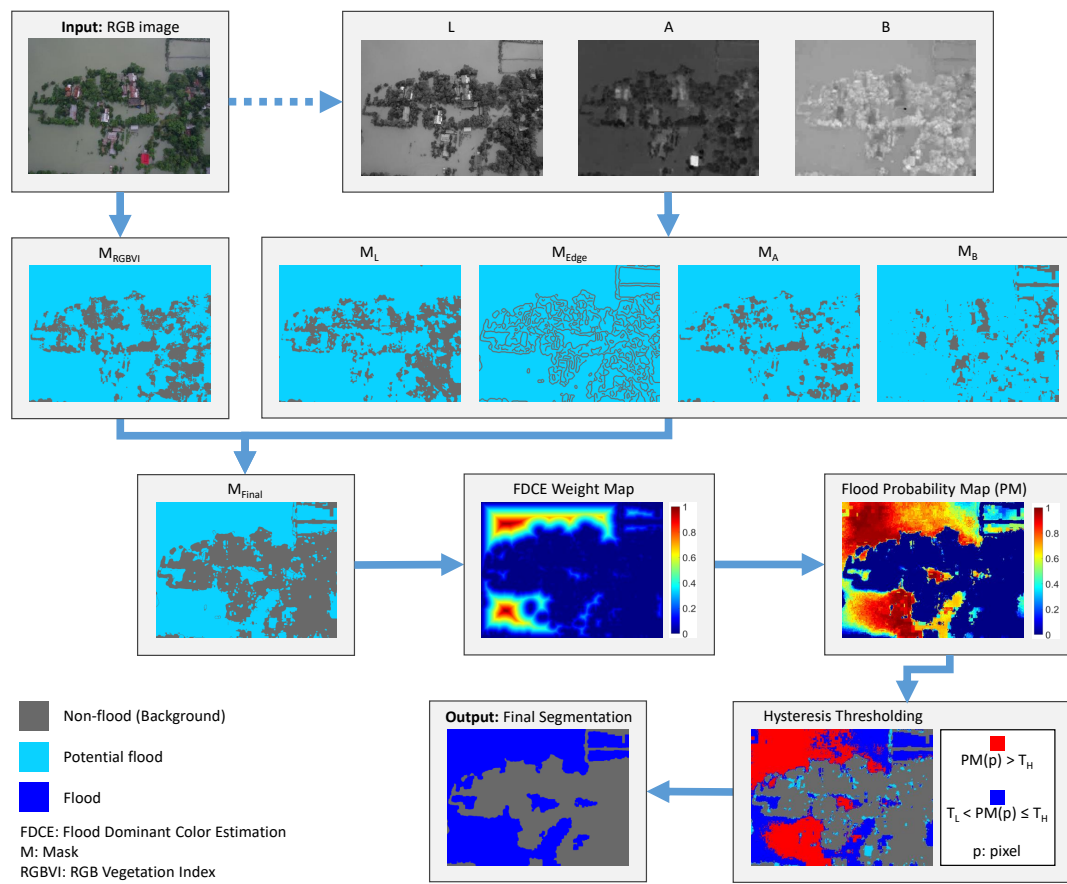 Input: RGB image
L
A
B
M_RGBVI
M_L
M_Edge
M_A
M_B
M_Final
FDCE Weight Map
1
0.8
0.6
0.4
0.2
0
Flood Probability Map (PM)
1
0.8
0.6
0.4
0.2
0
Non-flood (Background)
Potential flood
Flood
FDCE: Flood Dominant Color Estimation
M: Mask
RGBVI: RGB Vegetation Index
Output: Final Segmentation
Hysteresis Thresholding
PM(p) > T_H
T_L < PM(p) ≤ T_H
p: pixel